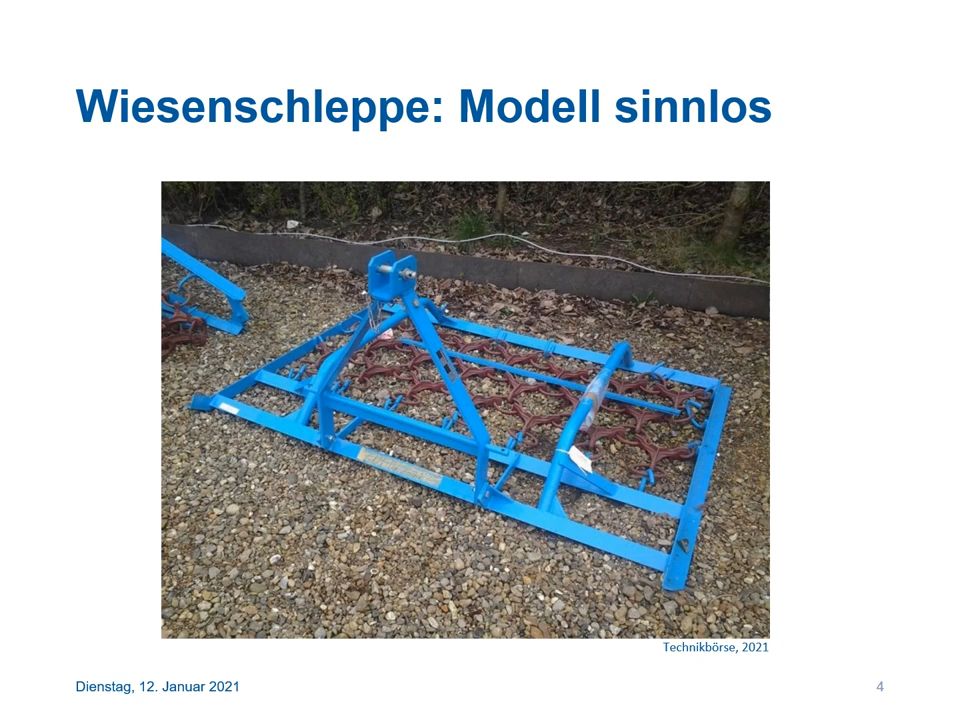 Wiesenschleppe: Modell sinnlos
Technikbörse, 2021
Dienstag, 12. Januar 2021
4